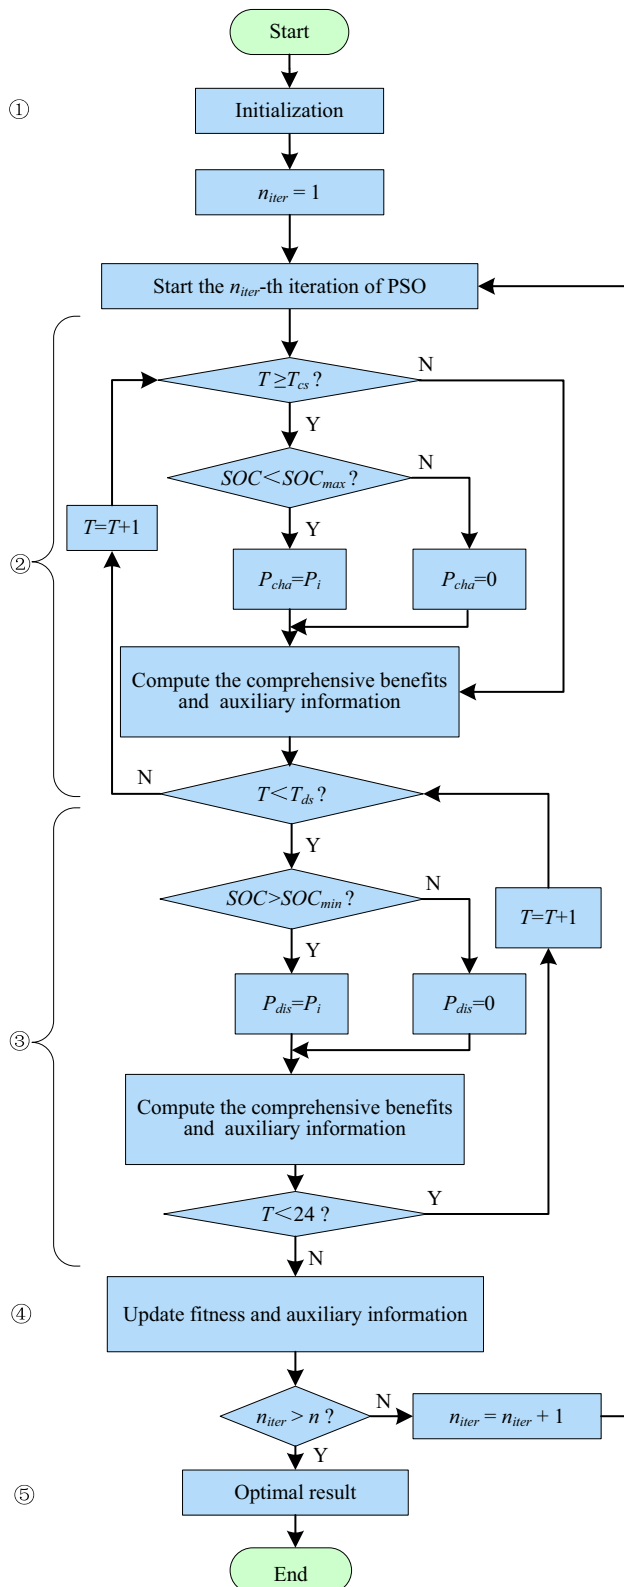 Start
①
Initialization
n_iter = 1
Start the n_iter-th iteration of PSO
T ≥T_cs ?
N
Y
SOC＜SOC_max ?
N
T=T+1
Y
②
P_cha=P_i
P_cha=0
Compute the comprehensive benefits
and auxiliary information
N
T＜T_ds ?
Y
SOC>SOC_min ?
N
T=T+1
Y
P_dis=P_i
P_dis=0
③
Compute the comprehensive benefits
and auxiliary information
T＜24 ?
Y
N
④
Update fitness and auxiliary information
n_iter > n ?
N
n_iter = n_iter + 1
Y
⑤
Optimal result
End